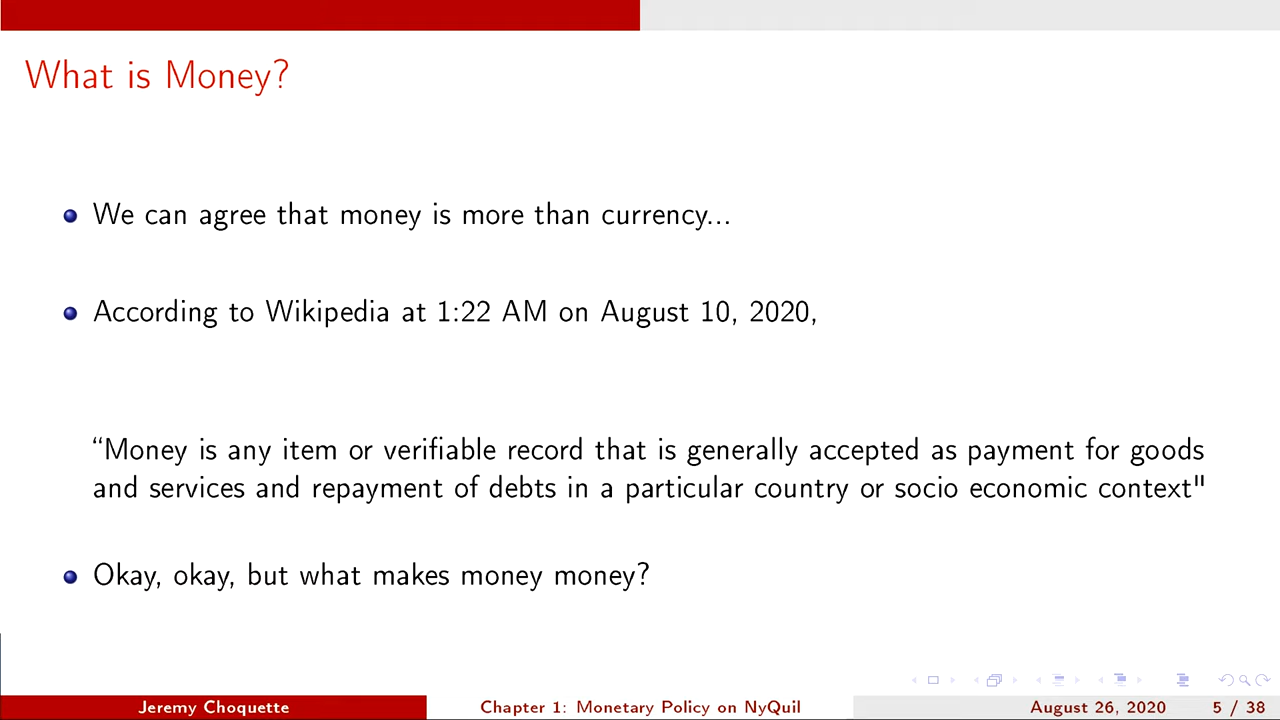 What is Money?
We can agree that money is more than currency...
According to Wikipedia at 1:22 AM on August 10, 2020,
“Money is any item or verifiable record that is generally accepted as payment for goods
and services and repayment of debts in a particular country or socio economic context"
Okay, okay, but what makes money money?
Jeremy Choquette
Chapter 1: Monetary Policy on NyQuil
August 26, 2020
5 / 38